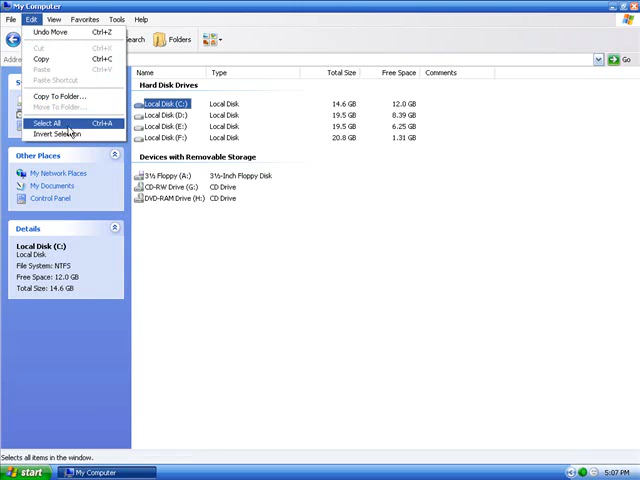 My Computer
File Edit View Favorites Tools Help
Undo Move Ctrl+Z
Cut Ctrl+X
Copy Ctrl+C
Paste Ctrl+V
Paste Shortcut
Copy To Folder...
Move To Folder...
Select All Ctrl+A
Invert Selection
Search Folders
Addre
Go
Name Type Total Size Free Space Comments
Hard Disk Drives
Local Disk (C:) Local Disk 14.6 GB 12.0 GB
Local Disk (D:) Local Disk 19.5 GB 8.39 GB
Local Disk (E:) Local Disk 19.5 GB 6.25 GB
Local Disk (F:) Local Disk 20.8 GB 1.31 GB
Devices with Removable Storage
3½ Floppy (A:) 3½-Inch Floppy Disk
CD-RW Drive (G:) CD Drive
DVD-RAM Drive (H:) CD Drive
Other Places
My Network Places
My Documents
Control Panel
Details
Local Disk (C:)
Local Disk
File System: NTFS
Free Space: 12.0 GB
Total Size: 14.6 GB
Selects all items in the window.
start My Computer 5:07 PM